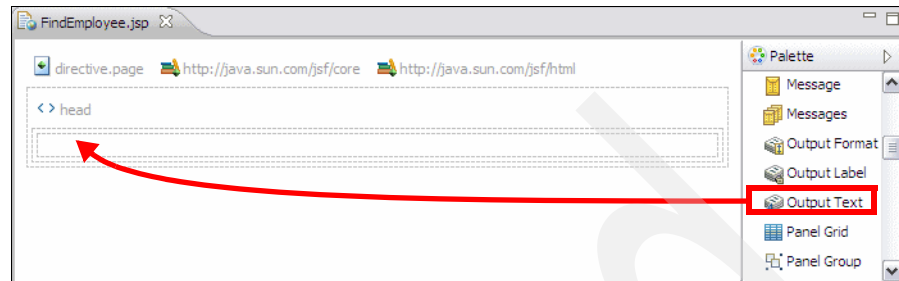 FindEmployee.jsp
directive.page http://java.sun.com/jsf/core http://java.sun.com/jsf/html
< > head
Palette
Message
Messages
Output Format
Output Label
Output Text
Panel Grid
Panel Group